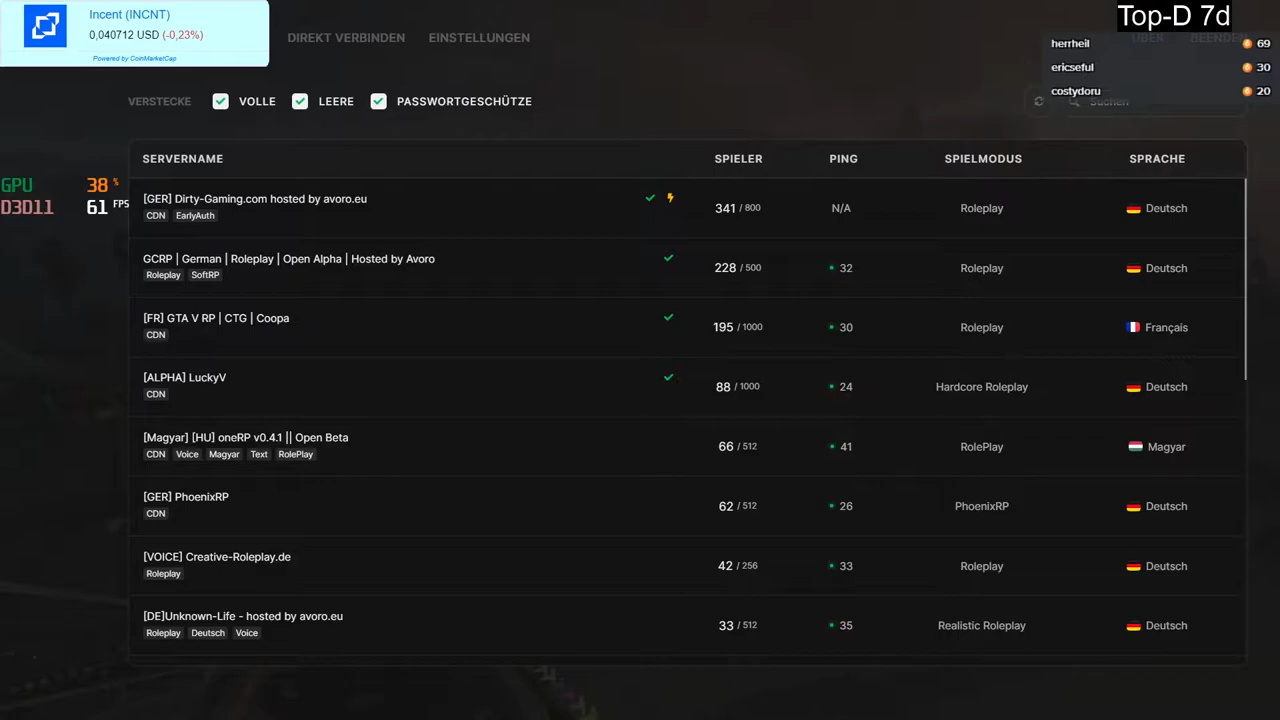 Incent (INCNT)
0,040712 USD (-0,23%)
Powered by CoinMarketCap
DIREKT VERBINDEN EINSTELLUNGEN
ÜBER BEENDEN
Top-D 7d
herrheil 69
ericseful 30
costydoru 20
VERSTECKE VOLLE LEERE PASSWORTGESCHÜTZE
Suchen
GPU 38 %
D3D11 61 FPS
SERVERNAME SPIELER PING SPIELMODUS SPRACHE
[GER] Dirty-Gaming.com hosted by avoro.eu 341 / 800 N/A Roleplay Deutsch
CDN EarlyAuth
GCRP | German | Roleplay | Open Alpha | Hosted by Avoro 228 / 500 32 Roleplay Deutsch
Roleplay SoftRP
[FR] GTA V RP | CTG | Coopa 195 / 1000 30 Roleplay Français
CDN
[ALPHA] LuckyV 88 / 1000 24 Hardcore Roleplay Deutsch
CDN
[Magyar] [HU] oneRP v0.4.1 || Open Beta 66 / 512 41 RolePlay Magyar
CDN Voice Magyar Text RolePlay
[GER] PhoenixRP 62 / 512 26 PhoenixRP Deutsch
CDN
[VOICE] Creative-Roleplay.de 42 / 256 33 Roleplay Deutsch
Roleplay
[DE]Unknown-Life - hosted by avoro.eu 33 / 512 35 Realistic Roleplay Deutsch
Roleplay Deutsch Voice